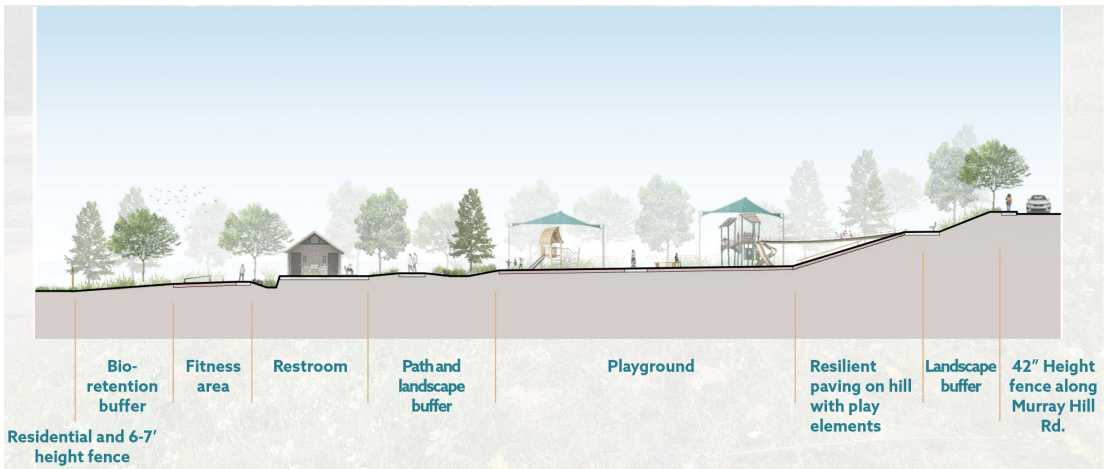 Bio-
retention
buffer
Fitness
area
Restroom
Path and
landscape
buffer
Playground
Resilient
paving on hill
with play
elements
Landscape
buffer
42” Height
fence along
Murray Hill
Rd.
Residential and 6-7’
height fence